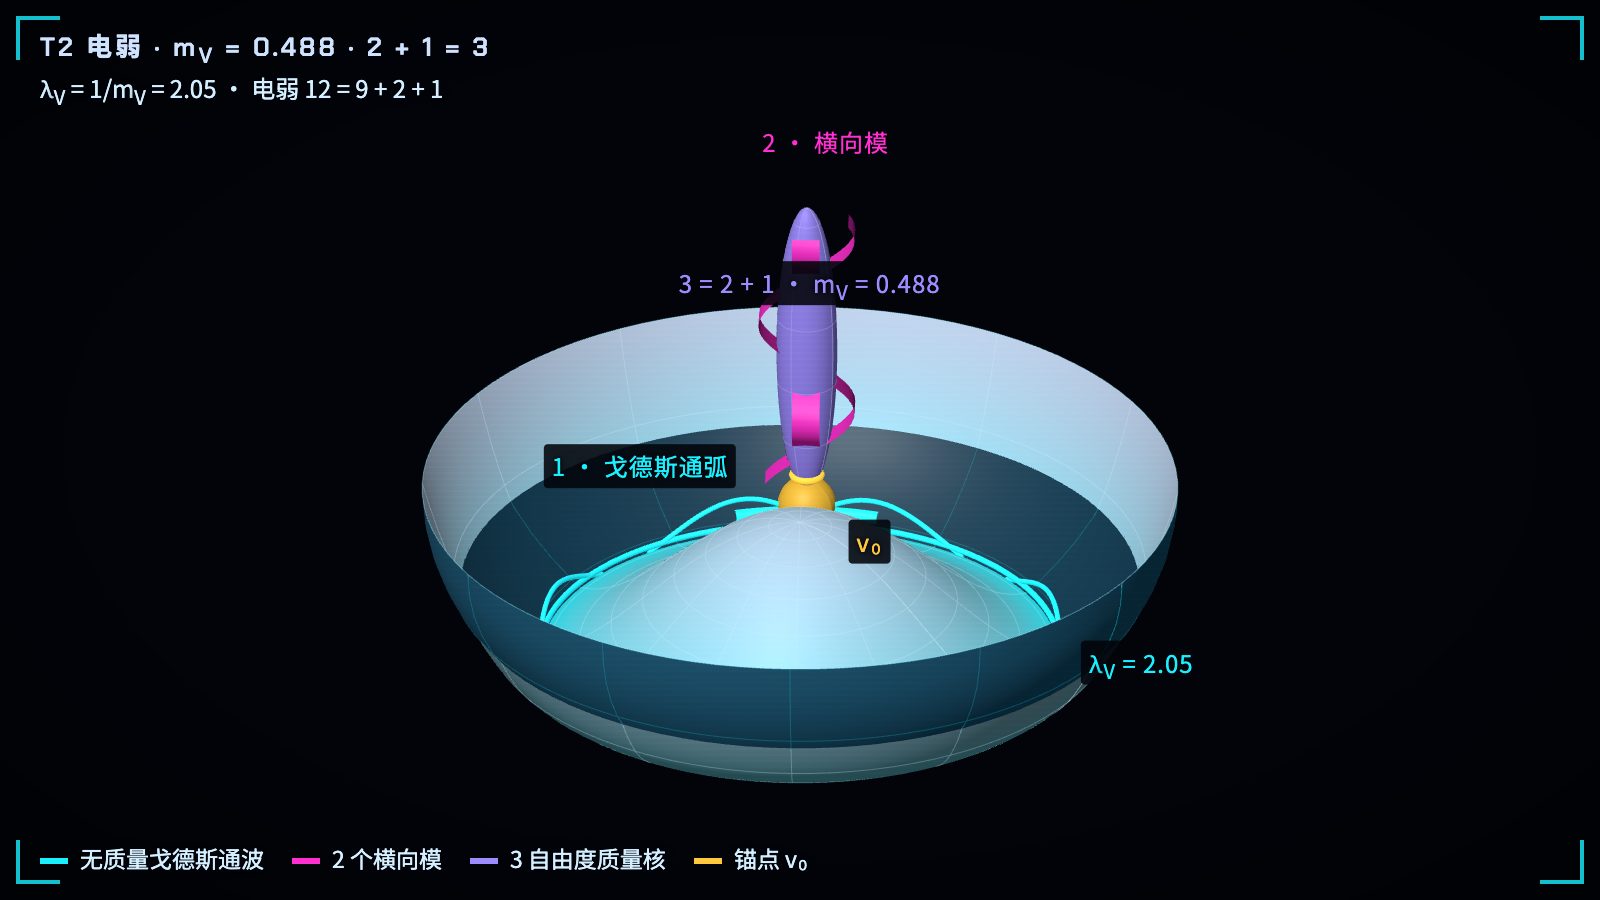 T2 电弱 · mV = 0.488 · 2 + 1 = 3
λV = 1/mV = 2.05 · 电弱 12 = 9 + 2 + 1
2 · 横向模
3 = 2 + 1 · mV = 0.488
1 · 戈德斯通弧
v₀
λV = 2.05
无质量戈德斯通波
2 个横向模
3 自由度质量核
锚点 v₀